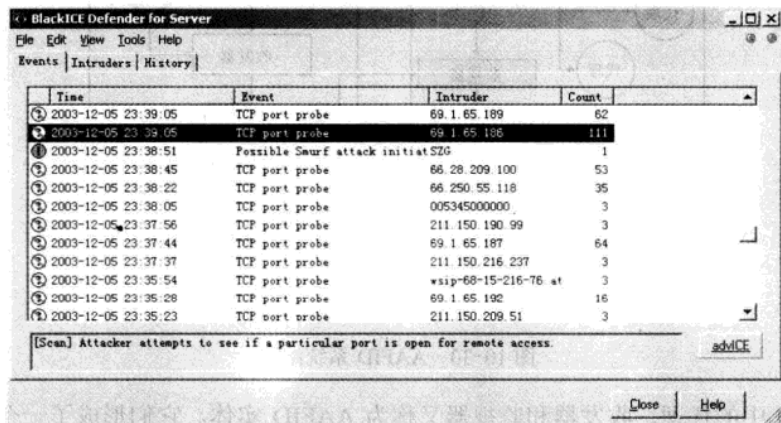 BlackICE Defender for Server
File Edit View Tools Help
Events Intruders History
Time Event Intruder Count
2003-12-05 23:39:05 TCP port probe 69.1.65.189 62
2003-12-05 23:39:05 TCP port probe 69.1.65.186 111
2003-12-05 23:38:51 Possible Smurf attack initiat SZG 1
2003-12-05 23:38:45 TCP port probe 66.28.209.100 53
2003-12-05 23:38:22 TCP port probe 66.250.55.118 35
2003-12-05 23:38:05 TCP port probe 005345000000 3
2003-12-05 23:37:56 TCP port probe 211.150.190.99 3
2003-12-05 23:37:44 TCP port probe 69.1.65.187 64
2003-12-05 23:37:37 TCP port probe 211.150.216.237 3
2003-12-05 23:35:54 TCP port probe wsip-68-15-216-76 at 3
2003-12-05 23:35:28 TCP port probe 69.1.65.192 16
2003-12-05 23:35:23 TCP port probe 211.150.209.51 3
[Scan] Attacker attempts to see if a particular port is open for remote access.
advICE
Close Help